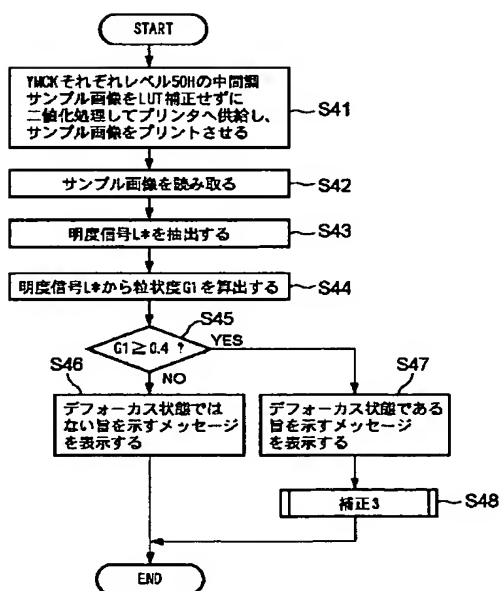 START
YMCKそれぞれレベル50Hの中間調
サンプル画像をLUT補正せずに
二値化処理してプリンタへ供給し、
サンプル画像をプリントさせる
S41
サンプル画像を読み取る
S42
明度信号L*を抽出する
S43
明度信号L*から粒状度G1を算出する
S44
S45
G1≧0.4 ?
YES
NO
S46
デフォーカス状態では
ない旨を示すメッセージ
を表示する
S47
デフォーカス状態である
旨を示すメッセージ
を表示する
補正3
S48
END